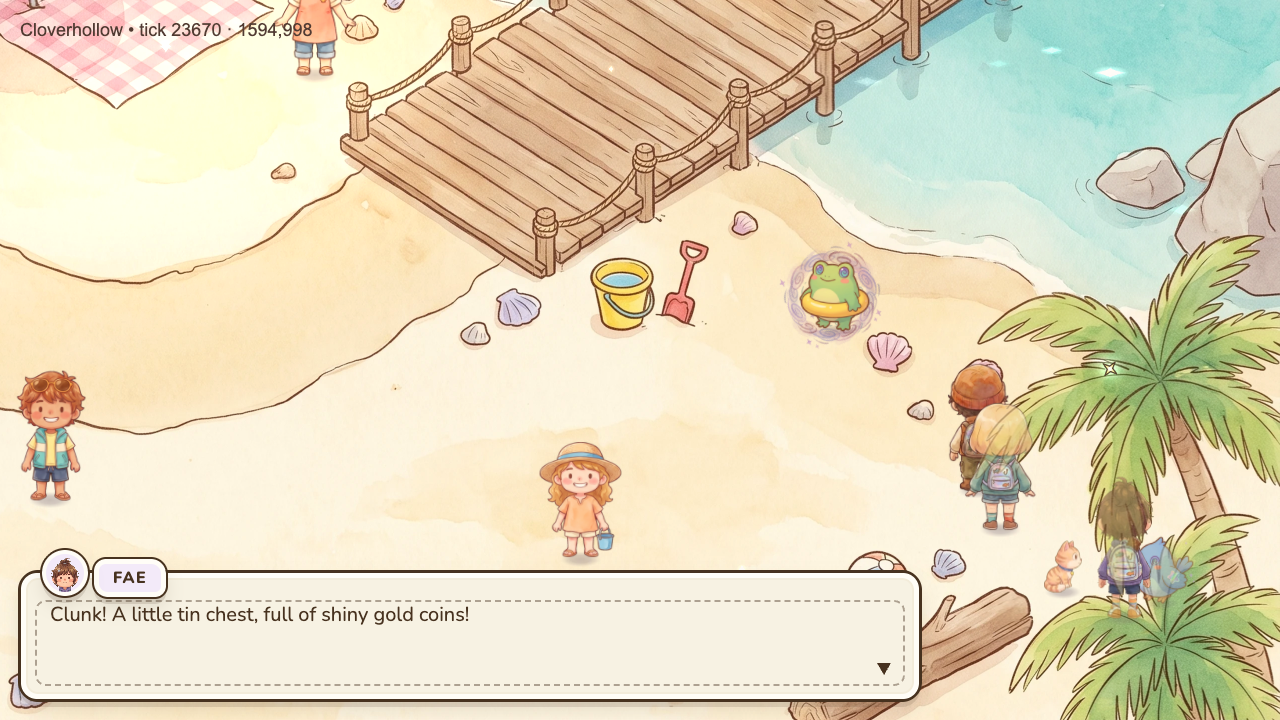 Cloverhollow • tick 23670 · 1594,998
FAE
Clunk! A little tin chest, full of shiny gold coins!